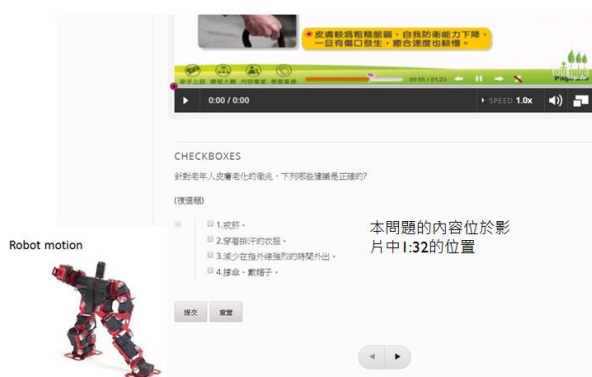 ●皮膚較為粗糙脆弱，自我防衛能力下降，
一旦有傷口發生，癒合速度也較慢。
00:55 / 01:23
0:00 / 0:00
SPEED 1.0x
CHECKBOXES
針對老年人皮膚老化的徵兆，下列哪些建議是正確的?
(複選題)
1.戒菸。
2.穿著排汗的衣服。
3.減少在指外線強烈的時間外出。
4.撐傘、戴帽子。
本問題的內容位於影
片中1:32的位置
Robot motion
提交
重置